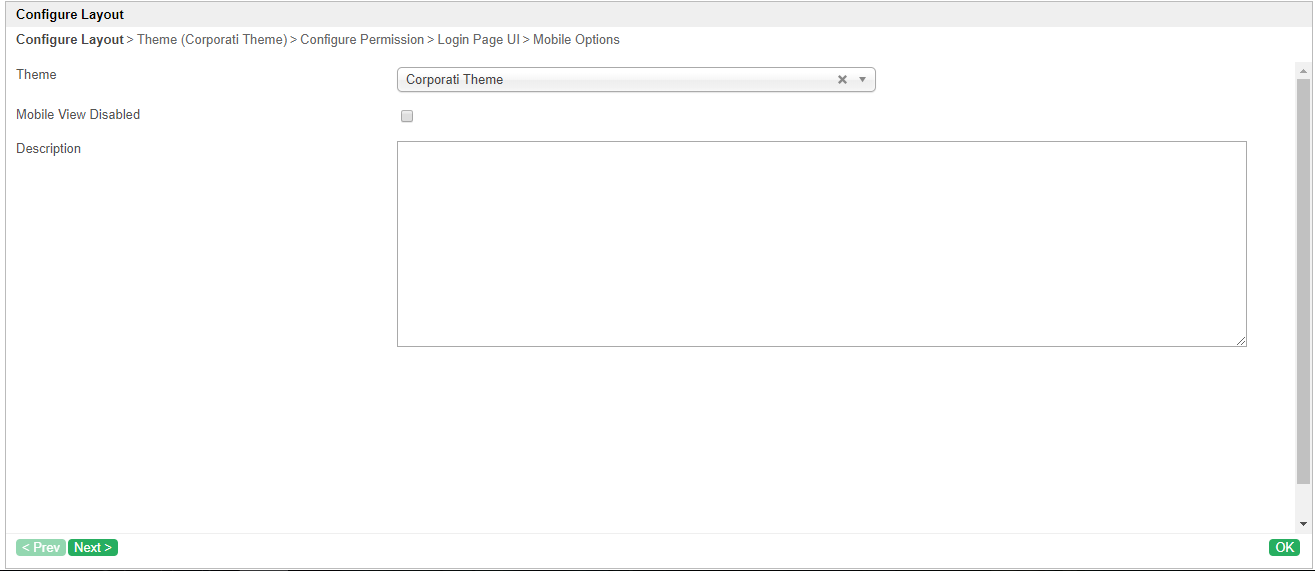 Configure Layout
Configure Layout > Theme (Corporati Theme) > Configure Permission > Login Page UI > Mobile Options
Theme
Corporati Theme
Mobile View Disabled
Description
< Prev Next > OK